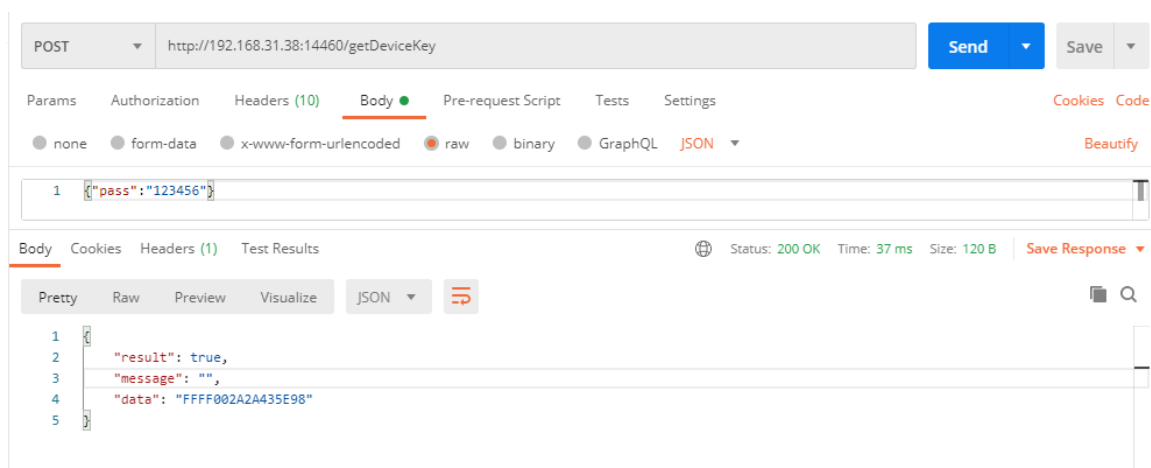 POST http://192.168.31.38:14460/getDeviceKey Send Save
Params Authorization Headers (10) Body Pre-request Script Tests Settings Cookies Code
none form-data x-www-form-urlencoded raw binary GraphQL JSON Beautify
1 {"pass":"123456"}
Body Cookies Headers (1) Test Results Status: 200 OK Time: 37 ms Size: 120 B Save Response
Pretty Raw Preview Visualize JSON
1 {
2 "result": true,
3 "message": "",
4 "data": "FFFF002A2A435E98"
5 }